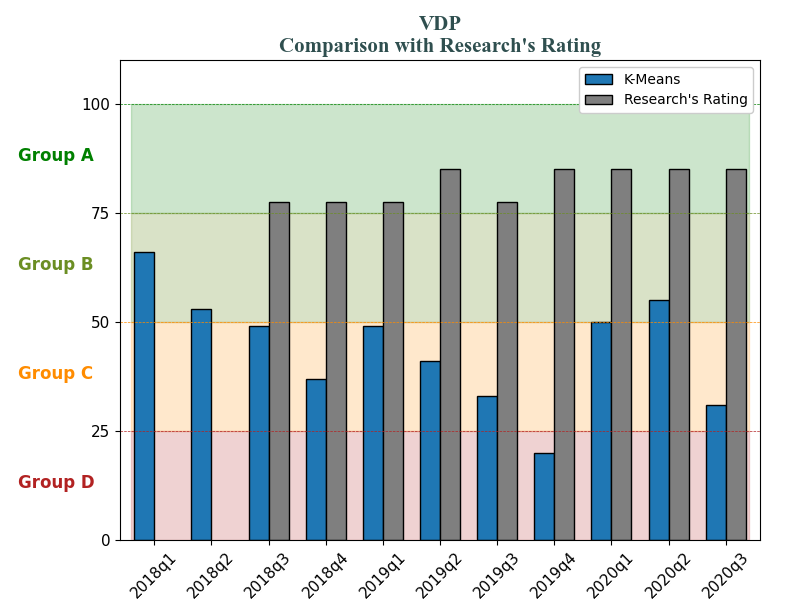 VDP
Comparison with Research's Rating
K-Means
Research's Rating
100
Group A
75
Group B
50
Group C
25
Group D
0
2018q1
2018q2
2018q3
2018q4
2019q1
2019q2
2019q3
2019q4
2020q1
2020q2
2020q3